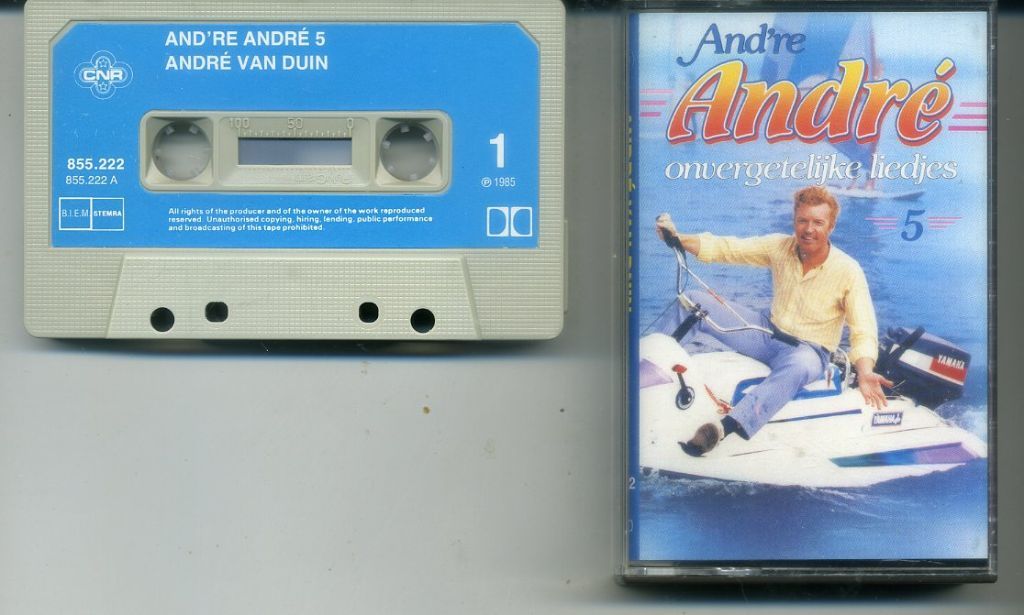 AND'RE ANDRÉ 5
ANDRÉ VAN DUIN
CNR
100 50 0
855.222
855.222 A
1
℗ 1985
B.I.E.M. STEMRA
All rights of the producer and of the owner of the work reproduced
reserved. Unauthorised copying, hiring, lending, public performance
and broadcasting of this tape prohibited.
And're
André
onvergetelijke liedjes
5
YAMAHA
YAMAHA